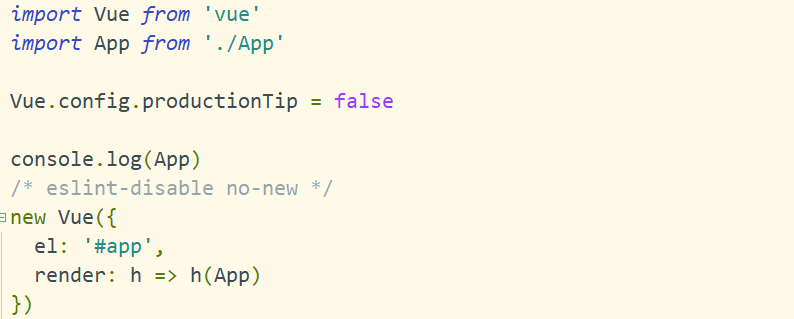 import Vue from 'vue'
import App from './App'
Vue.config.productionTip = false
console.log(App)
/* eslint-disable no-new */
new Vue({
  el: '#app',
  render: h => h(App)
})